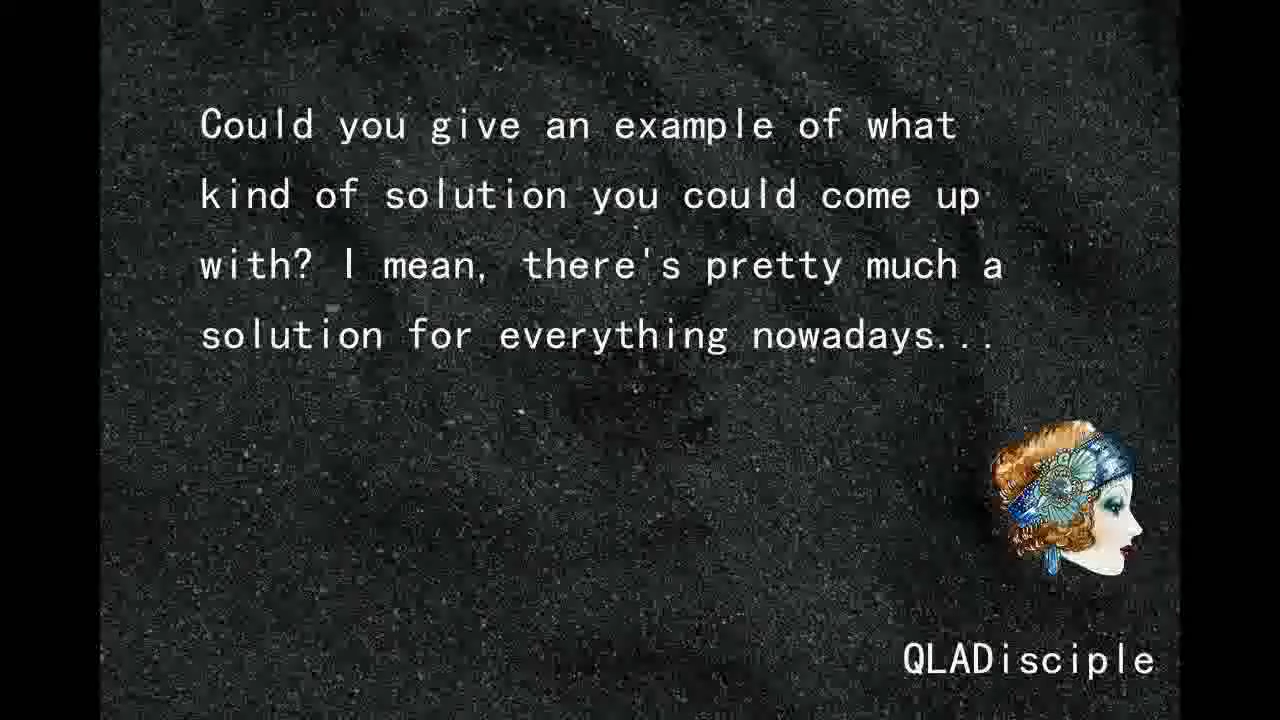 Could you give an example of what
kind of solution you could come up
with? I mean, there's pretty much a
solution for everything nowadays...
QLADisciple